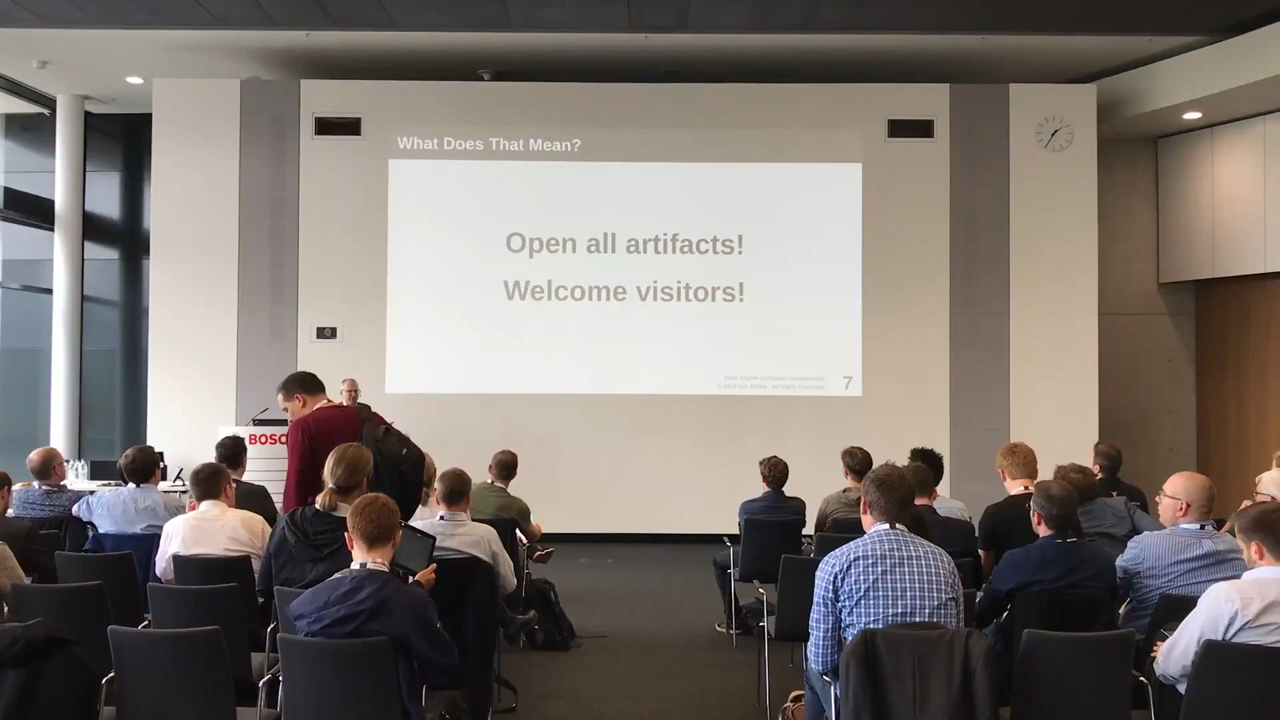 What Does That Mean?
Open all artifacts!
Welcome visitors!
7
BOSC